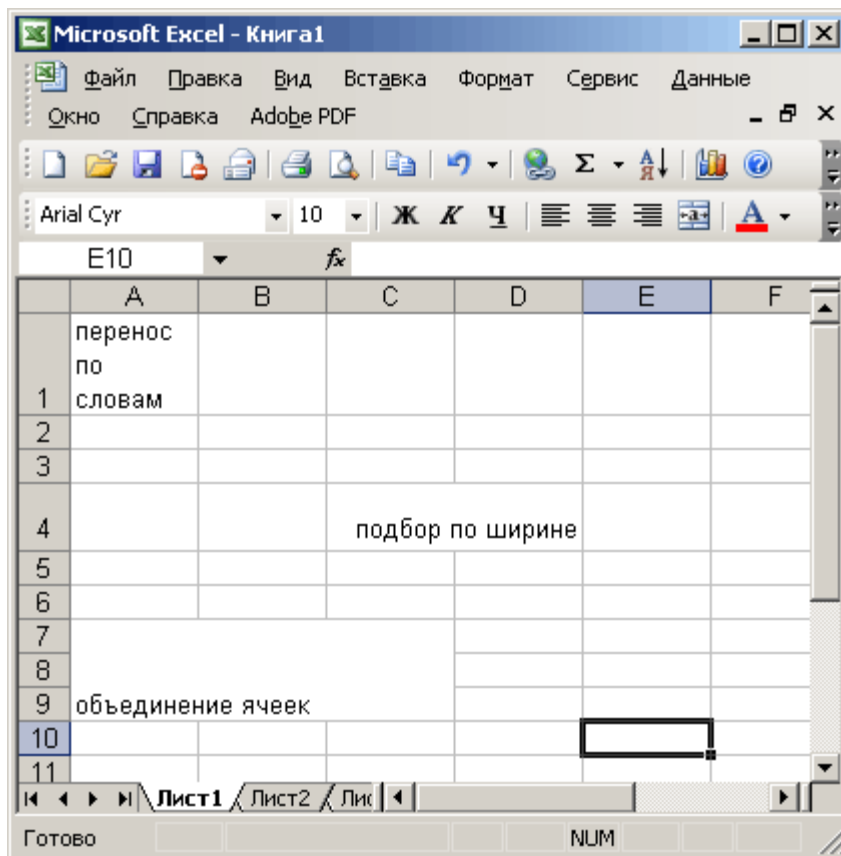 Microsoft Excel - Книга1
Файл Правка Вид Вставка Формат Сервис Данные
Окно Справка Adobe PDF
Arial Cyr 10 Ж К Ч
E10 fx
A B C D E F
перенос
по
1 словам
2
3
4 подбор по ширине
5
6
7
8
9 объединение ячеек
10
11
Лист1 Лист2 Лис
Готово NUM